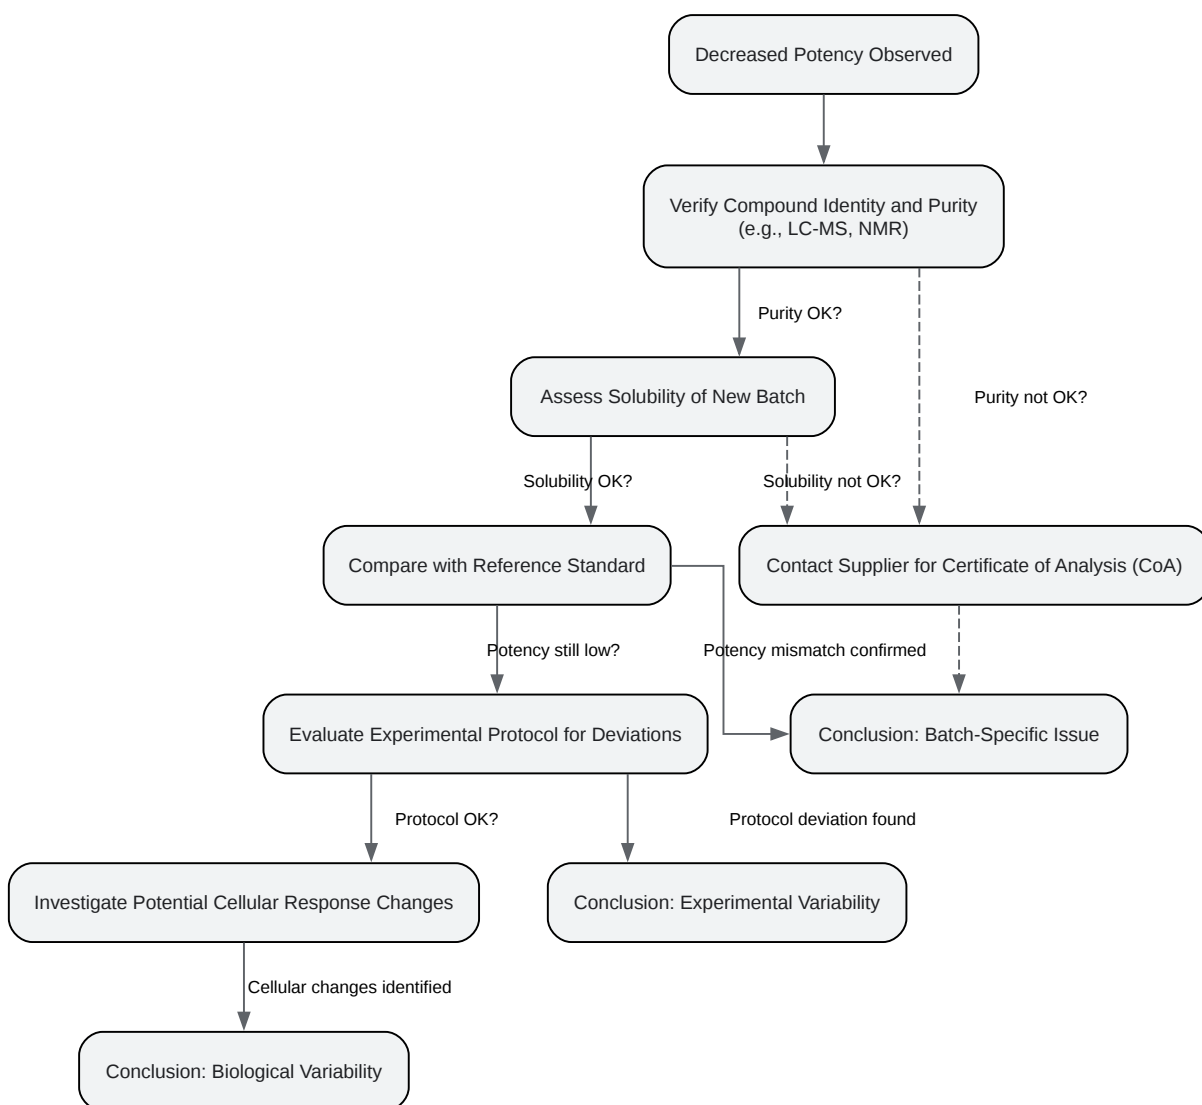 Decreased Potency Observed
Verify Compound Identity and Purity
(e.g., LC-MS, NMR)
Purity OK?
Assess Solubility of New Batch
Purity not OK?
Solubility OK?
Solubility not OK?
Compare with Reference Standard
Contact Supplier for Certificate of Analysis (CoA)
Potency still low?
Potency mismatch confirmed
Evaluate Experimental Protocol for Deviations
Conclusion: Batch-Specific Issue
Protocol OK?
Protocol deviation found
Investigate Potential Cellular Response Changes
Conclusion: Experimental Variability
Cellular changes identified
Conclusion: Biological Variability